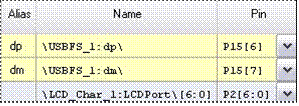 Alias Name Pin
dp \USBFS_1:dp\ P15[6]
dm \USBFS_1:dm\ P15[7]
\LCD_Char_1:LCDPort\[6:0] P2[6:0]